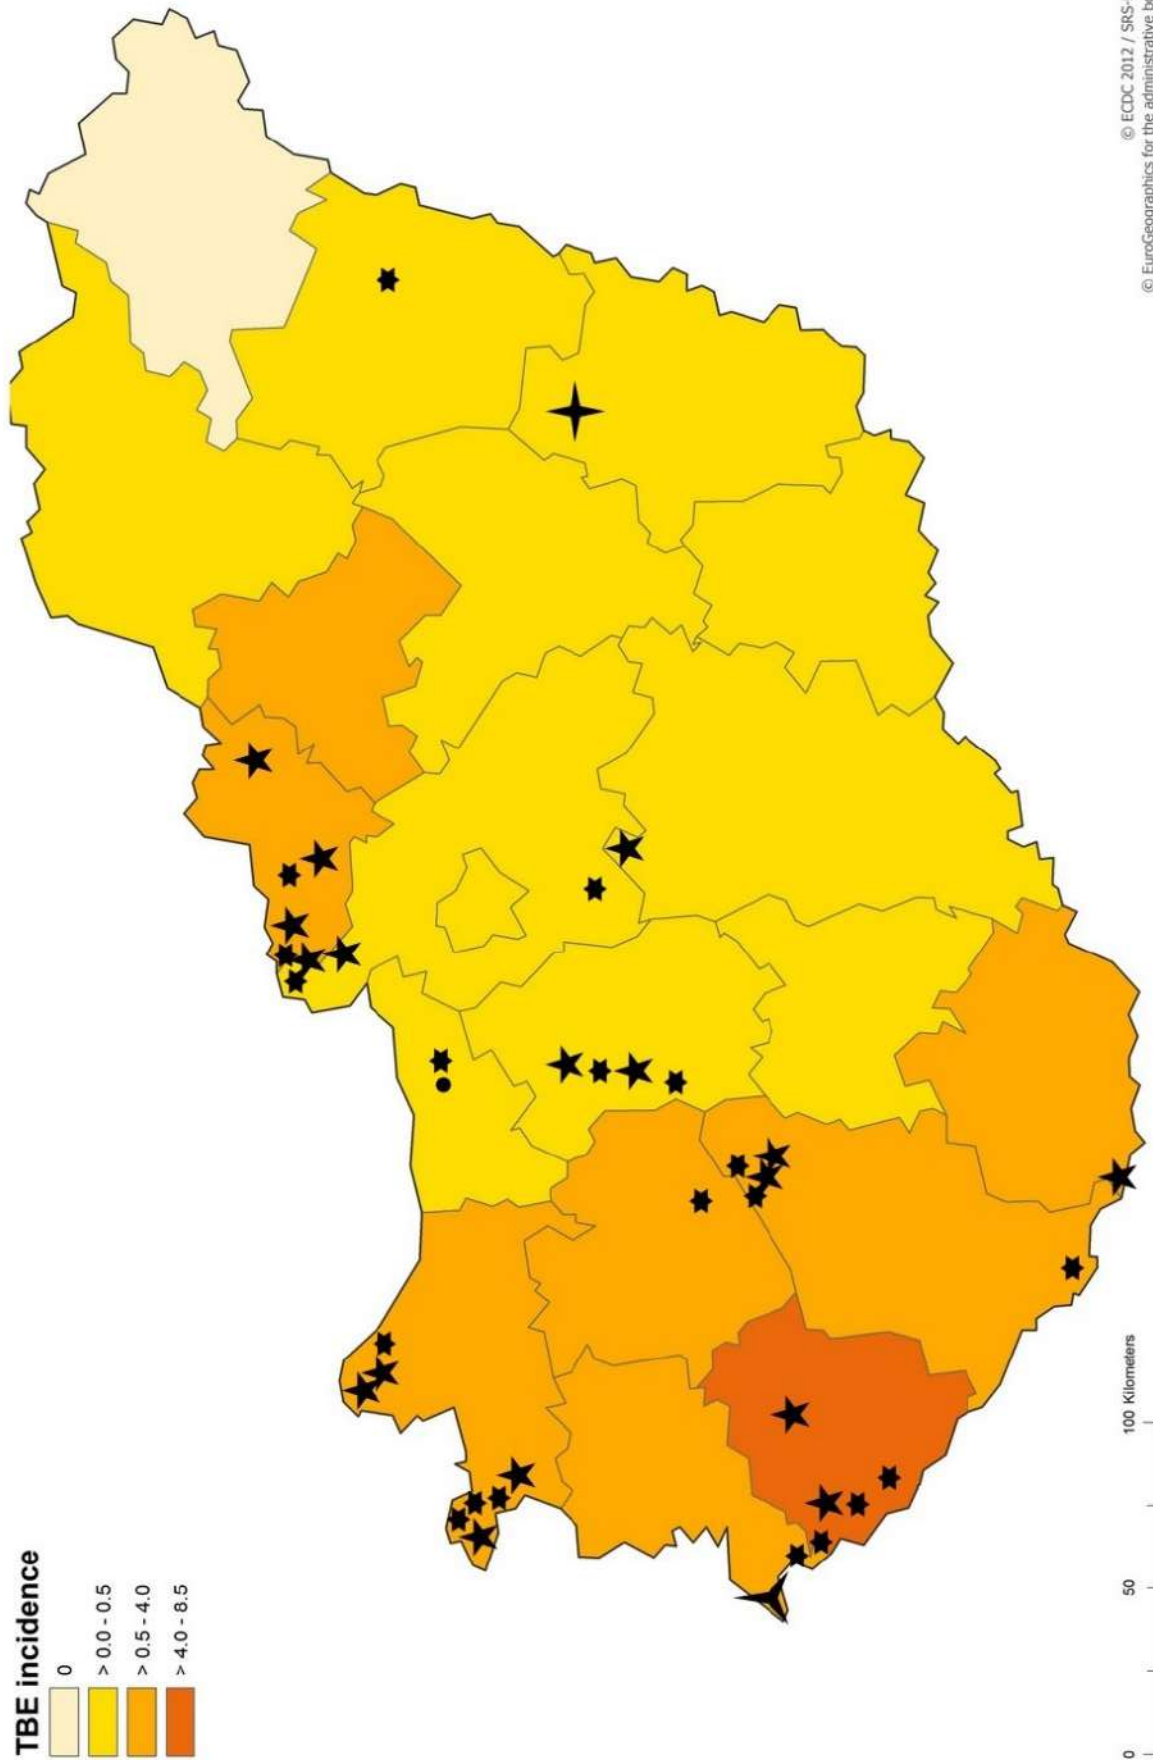 TBE incidence
0
> 0.0 - 0.5
> 0.5 - 4.0
> 4.0 - 8.5
0 50 100 Kilometers
© ECDC 2012 / SRS-
© EuroGeographics for the administrative